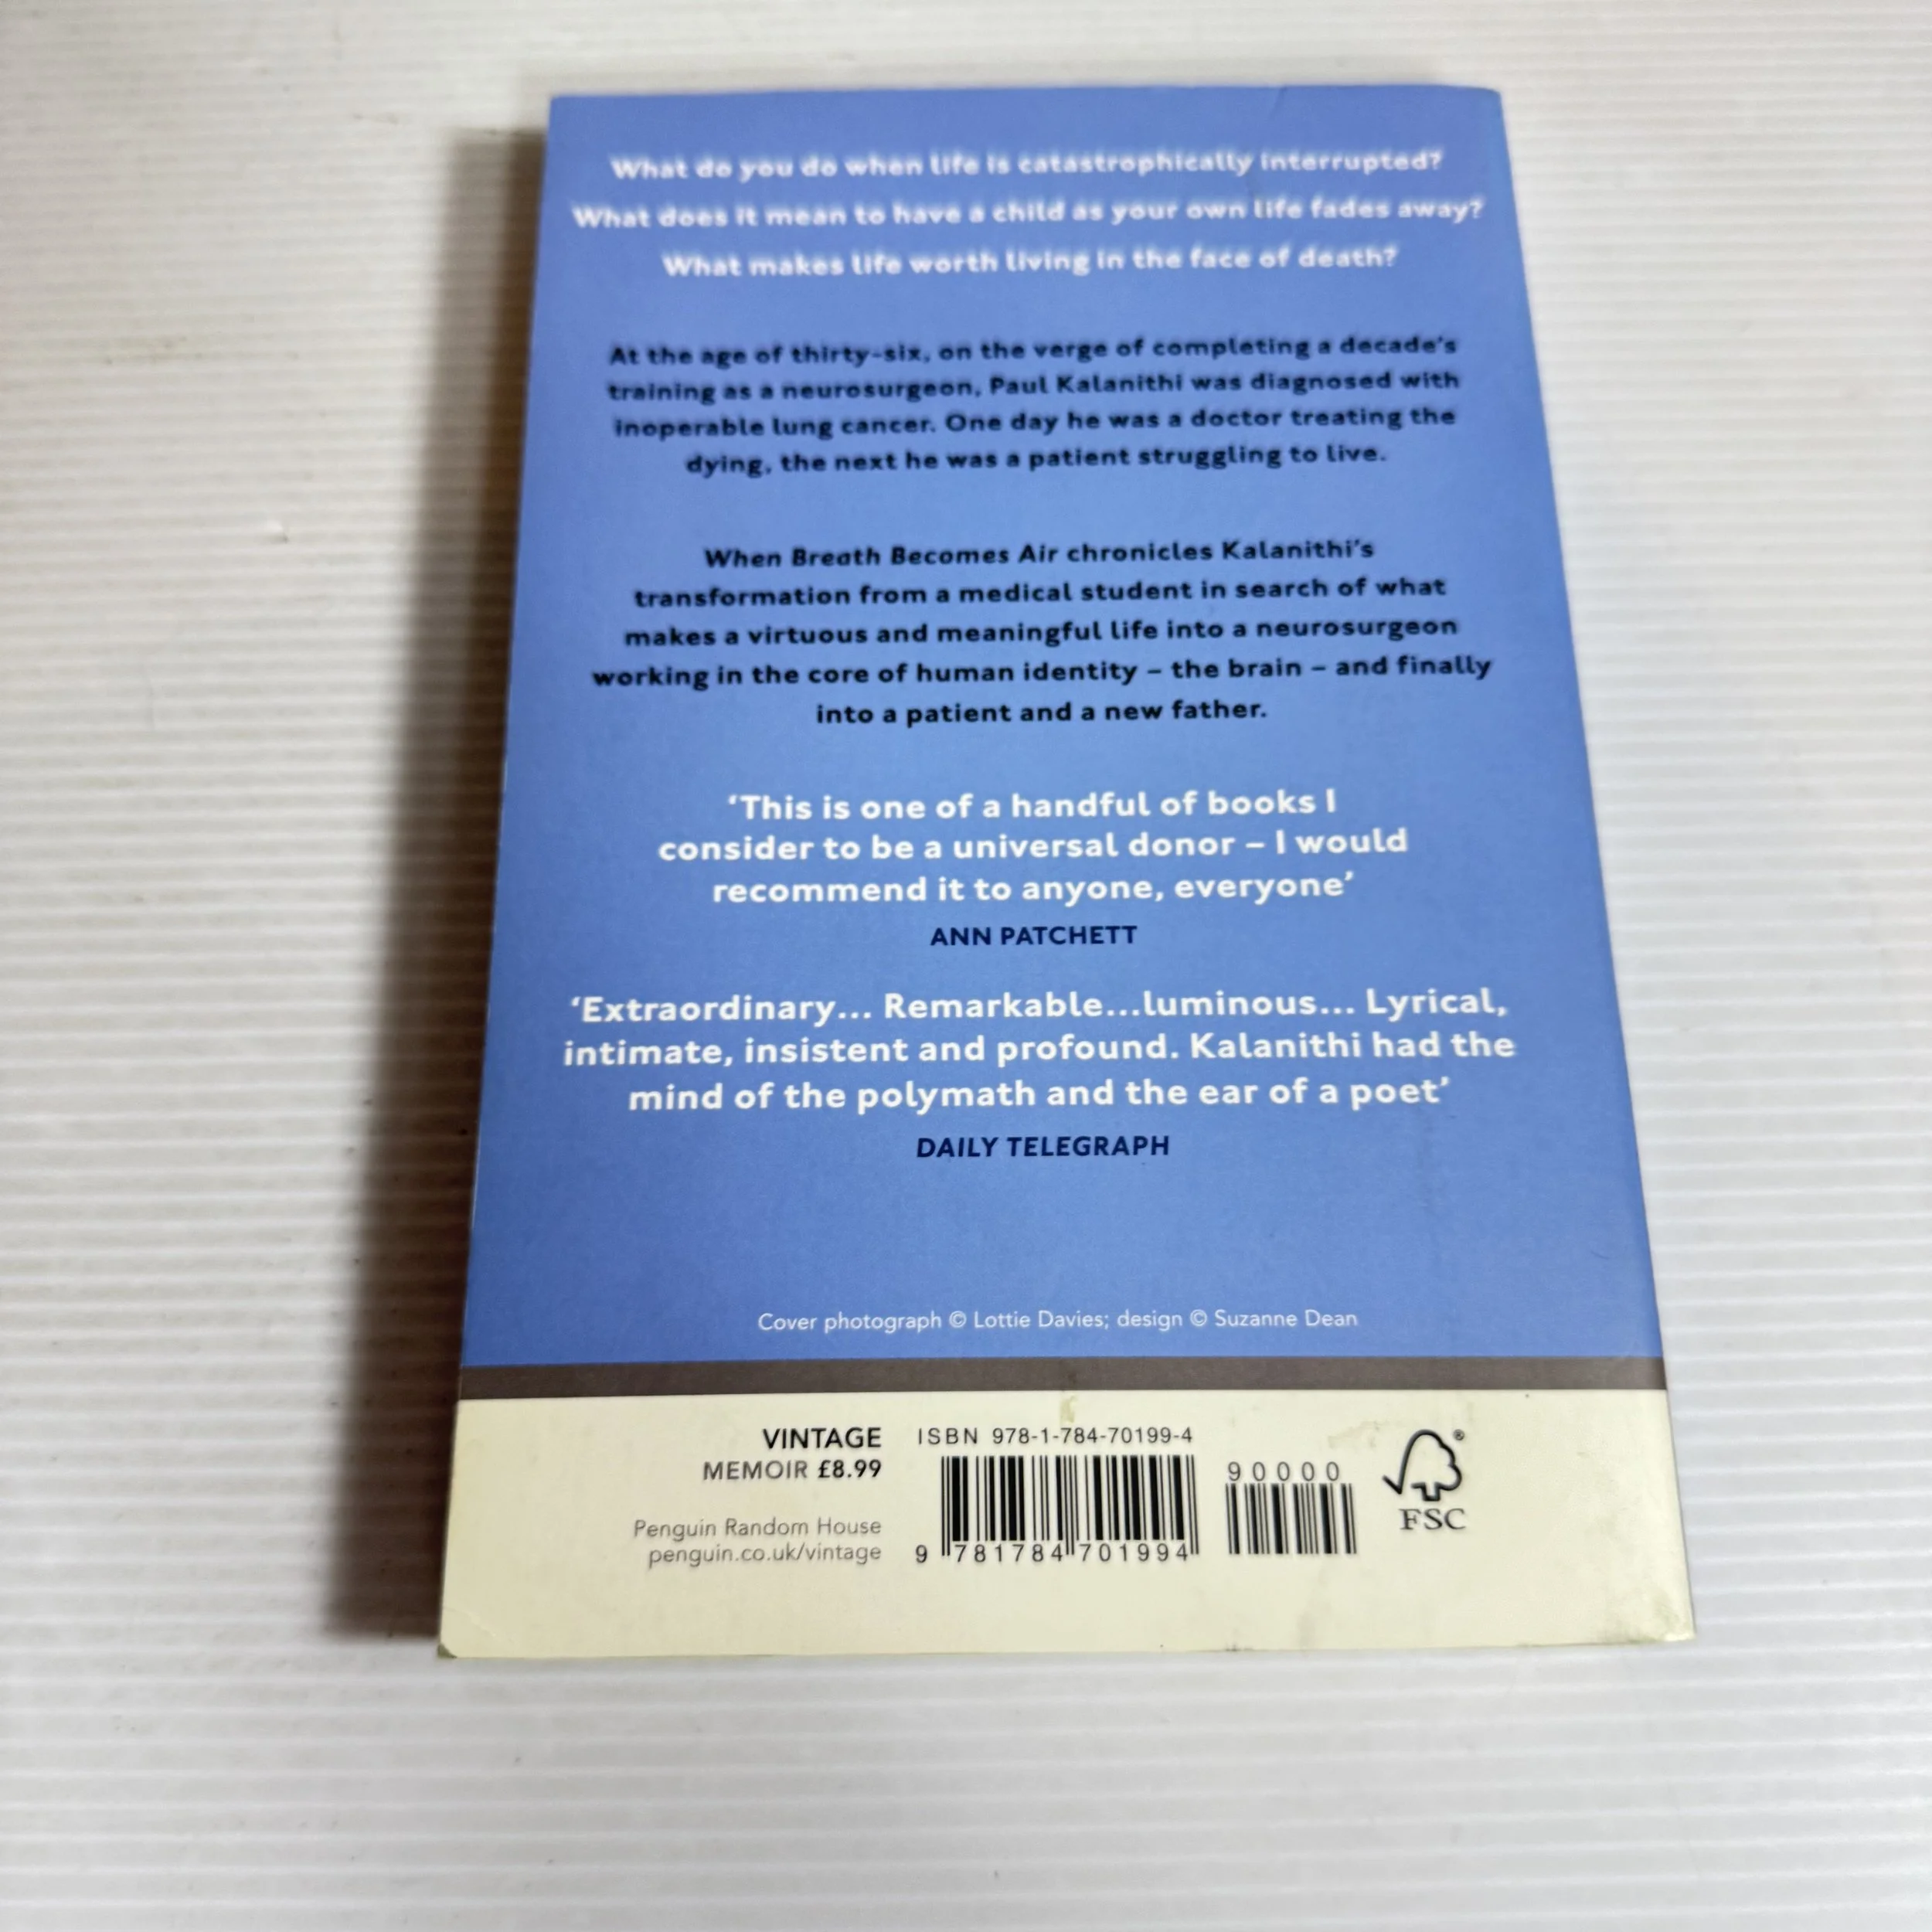 What do you do when life is catastrophically interrupted?
What does it mean to have a child as your own life fades away?
What makes life worth living in the face of death?
At the age of thirty-six, on the verge of completing a decade's
training as a neurosurgeon, Paul Kalanithi was diagnosed with
inoperable lung cancer. One day he was a doctor treating the
dying, the next he was a patient struggling to live.
When Breath Becomes Air chronicles Kalanithi's
transformation from a medical student in search of what
makes a virtuous and meaningful life into a neurosurgeon
working in the core of human identity – the brain – and finally
into a patient and a new father.
‘This is one of a handful of books I
consider to be a universal donor – I would
recommend it to anyone, everyone’
ANN PATCHETT
‘Extraordinary... Remarkable...luminous... Lyrical,
intimate, insistent and profound. Kalanithi had the
mind of the polymath and the ear of a poet’
DAILY TELEGRAPH
Cover photograph © Lottie Davies; design © Suzanne Dean
VINTAGE
MEMOIR £8.99
Penguin Random House
penguin.co.uk/vintage
ISBN 978-1-784-70199-4
9 781784 701994
90000
®
FSC